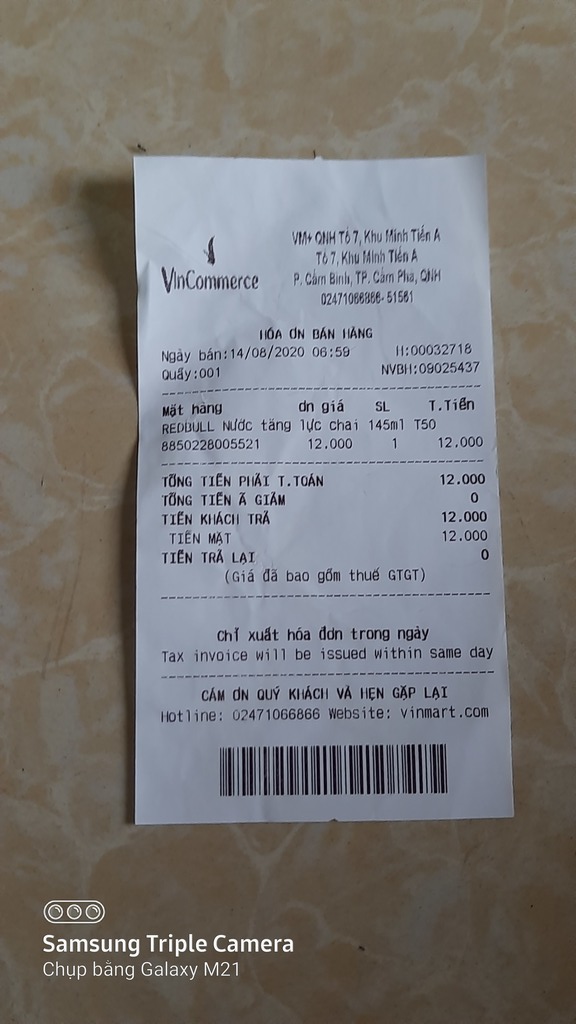 VinCommerce
VM+ QNH Tổ 7, Khu Minh Tiến A
Tổ 7, Khu Minh Tiến A
P. Cẩm Bình, TP. Cẩm Phả, QNH
02471066866-51561
HÓA ƠN BÁN HÀNG
Ngày bán:14/08/2020 06:59 H:00032718
Quầy:001 NVBH:09025437
Mặt hàng ơn giá SL T.Tiền
REDBULL Nước tăng lực chai 145ml T50
8850228005521 12.000 1 12.000
TỔNG TIỀN PHẢI T.TOÁN 12.000
TỔNG TIỀN Ã GIẢM 0
TIỀN KHÁCH TRẢ 12.000
TIỀN MẶT 12.000
TIỀN TRẢ LẠI 0
(Giá đã bao gồm thuế GTGT)
Chỉ xuất hóa đơn trong ngày
Tax invoice will be issued within same day
CẢM ƠN QUÝ KHÁCH VÀ HẸN GẶP LẠI
Hotline: 02471066866 Website: vinmart.com
Samsung Triple Camera
Chụp bằng Galaxy M21